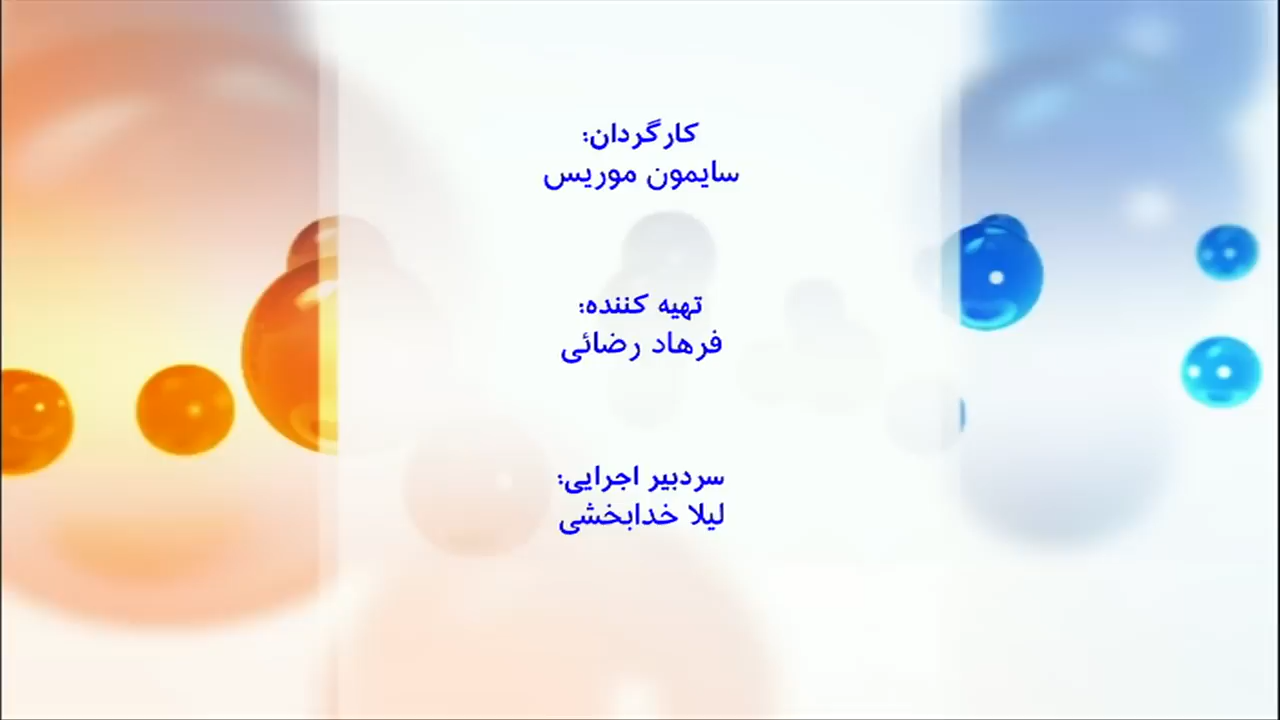 کارگردان:
سایمون موریس
تهیه کننده:
فرهاد رضائی
سردبیر اجرایی:
لیلا خدابخشی